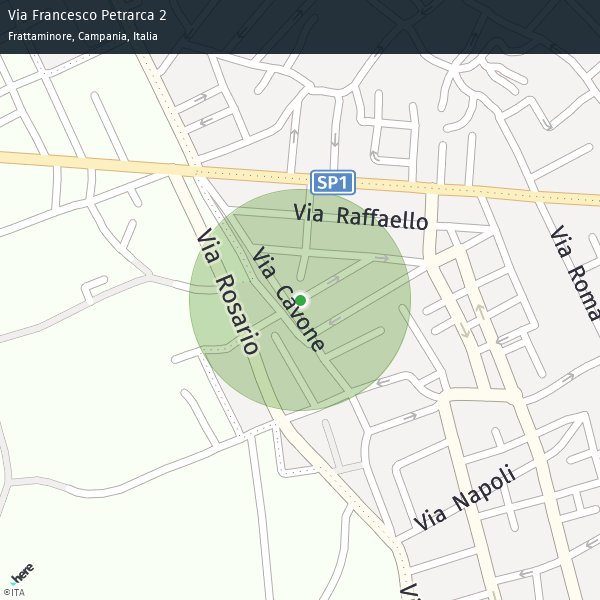 Via Francesco Petrarca 2
Frattaminore, Campania, Italia
SP1
Via Raffaello
Via Rosario
Via Cavone
Via Roma
Via Napoli
here
©ITA